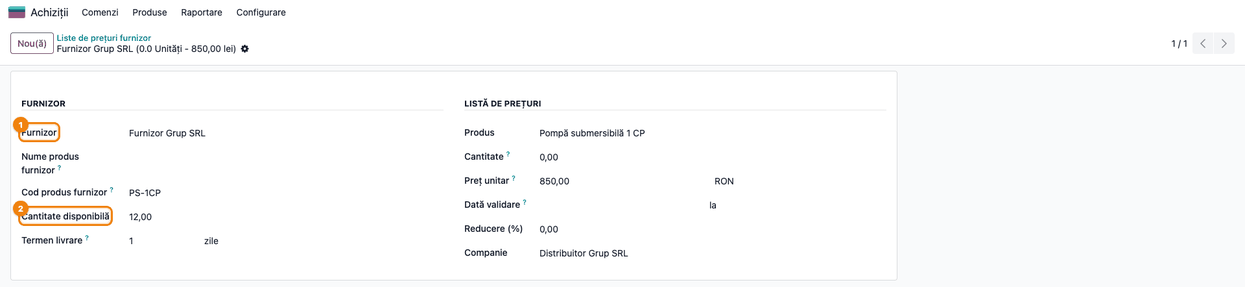 Achiziții Comenzi Produse Raportare Configurare
Nou(ă) Liste de prețuri furnizor
Furnizor Grup SRL (0.0 Unități - 850,00 lei)
1 / 1
FURNIZOR
1
Furnizor Furnizor Grup SRL
Nume produs
furnizor ?
Cod produs furnizor ? PS-1CP
2
Cantitate disponibilă 12,00
Termen livrare ? 1 zile
LISTĂ DE PREȚURI
Produs Pompă submersibilă 1 CP
Cantitate ? 0,00
Preț unitar ? 850,00 RON
Dată validare ? la
Reducere (%) 0,00
Companie Distribuitor Grup SRL